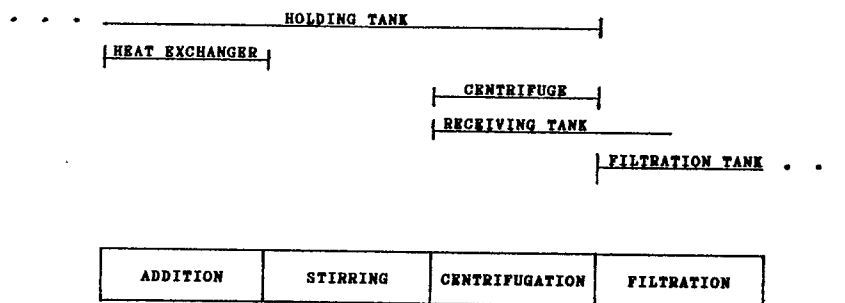 HOLDING TANK
HEAT EXCHANGER
CENTRIFUGE
RECEIVING TANK
FILTRATION TANK
ADDITION STIRRING CENTRIFUGATION FILTRATION